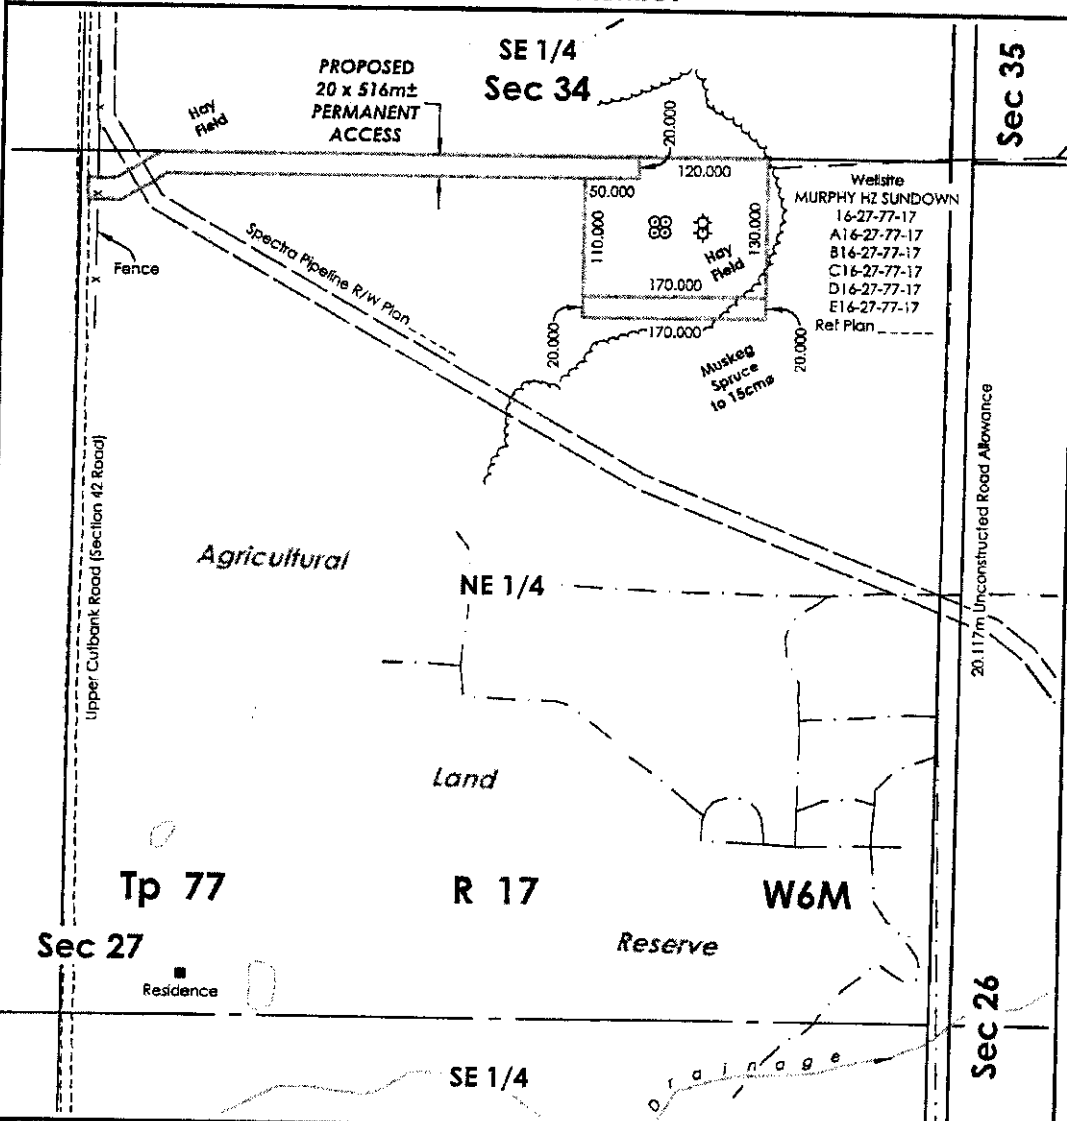 SE 1/4
Sec 34
Sec 35
PROPOSED
20 x 516m±
PERMANENT
ACCESS
Hay
Field
20.000
120.000
50.000
110.000
130.000
Hay
Field
170.000
170.000
20.000
20.000
Wellsite
MURPHY HZ SUNDOWN
16-27-77-17
A16-27-77-17
B16-27-77-17
C16-27-77-17
D16-27-77-17
E16-27-77-17
Ref Plan
x
x
x
Fence
Spectra Pipeline R/W Plan
Muskeg
Spruce
to 15cmø
Upper Cutbank Road (Section 42 Road)
20.117m Unconstructed Road Allowance
Agricultural
NE 1/4
Land
Tp 77
R 17
W6M
Sec 27
Reserve
Residence
Sec 26
SE 1/4
Drainage